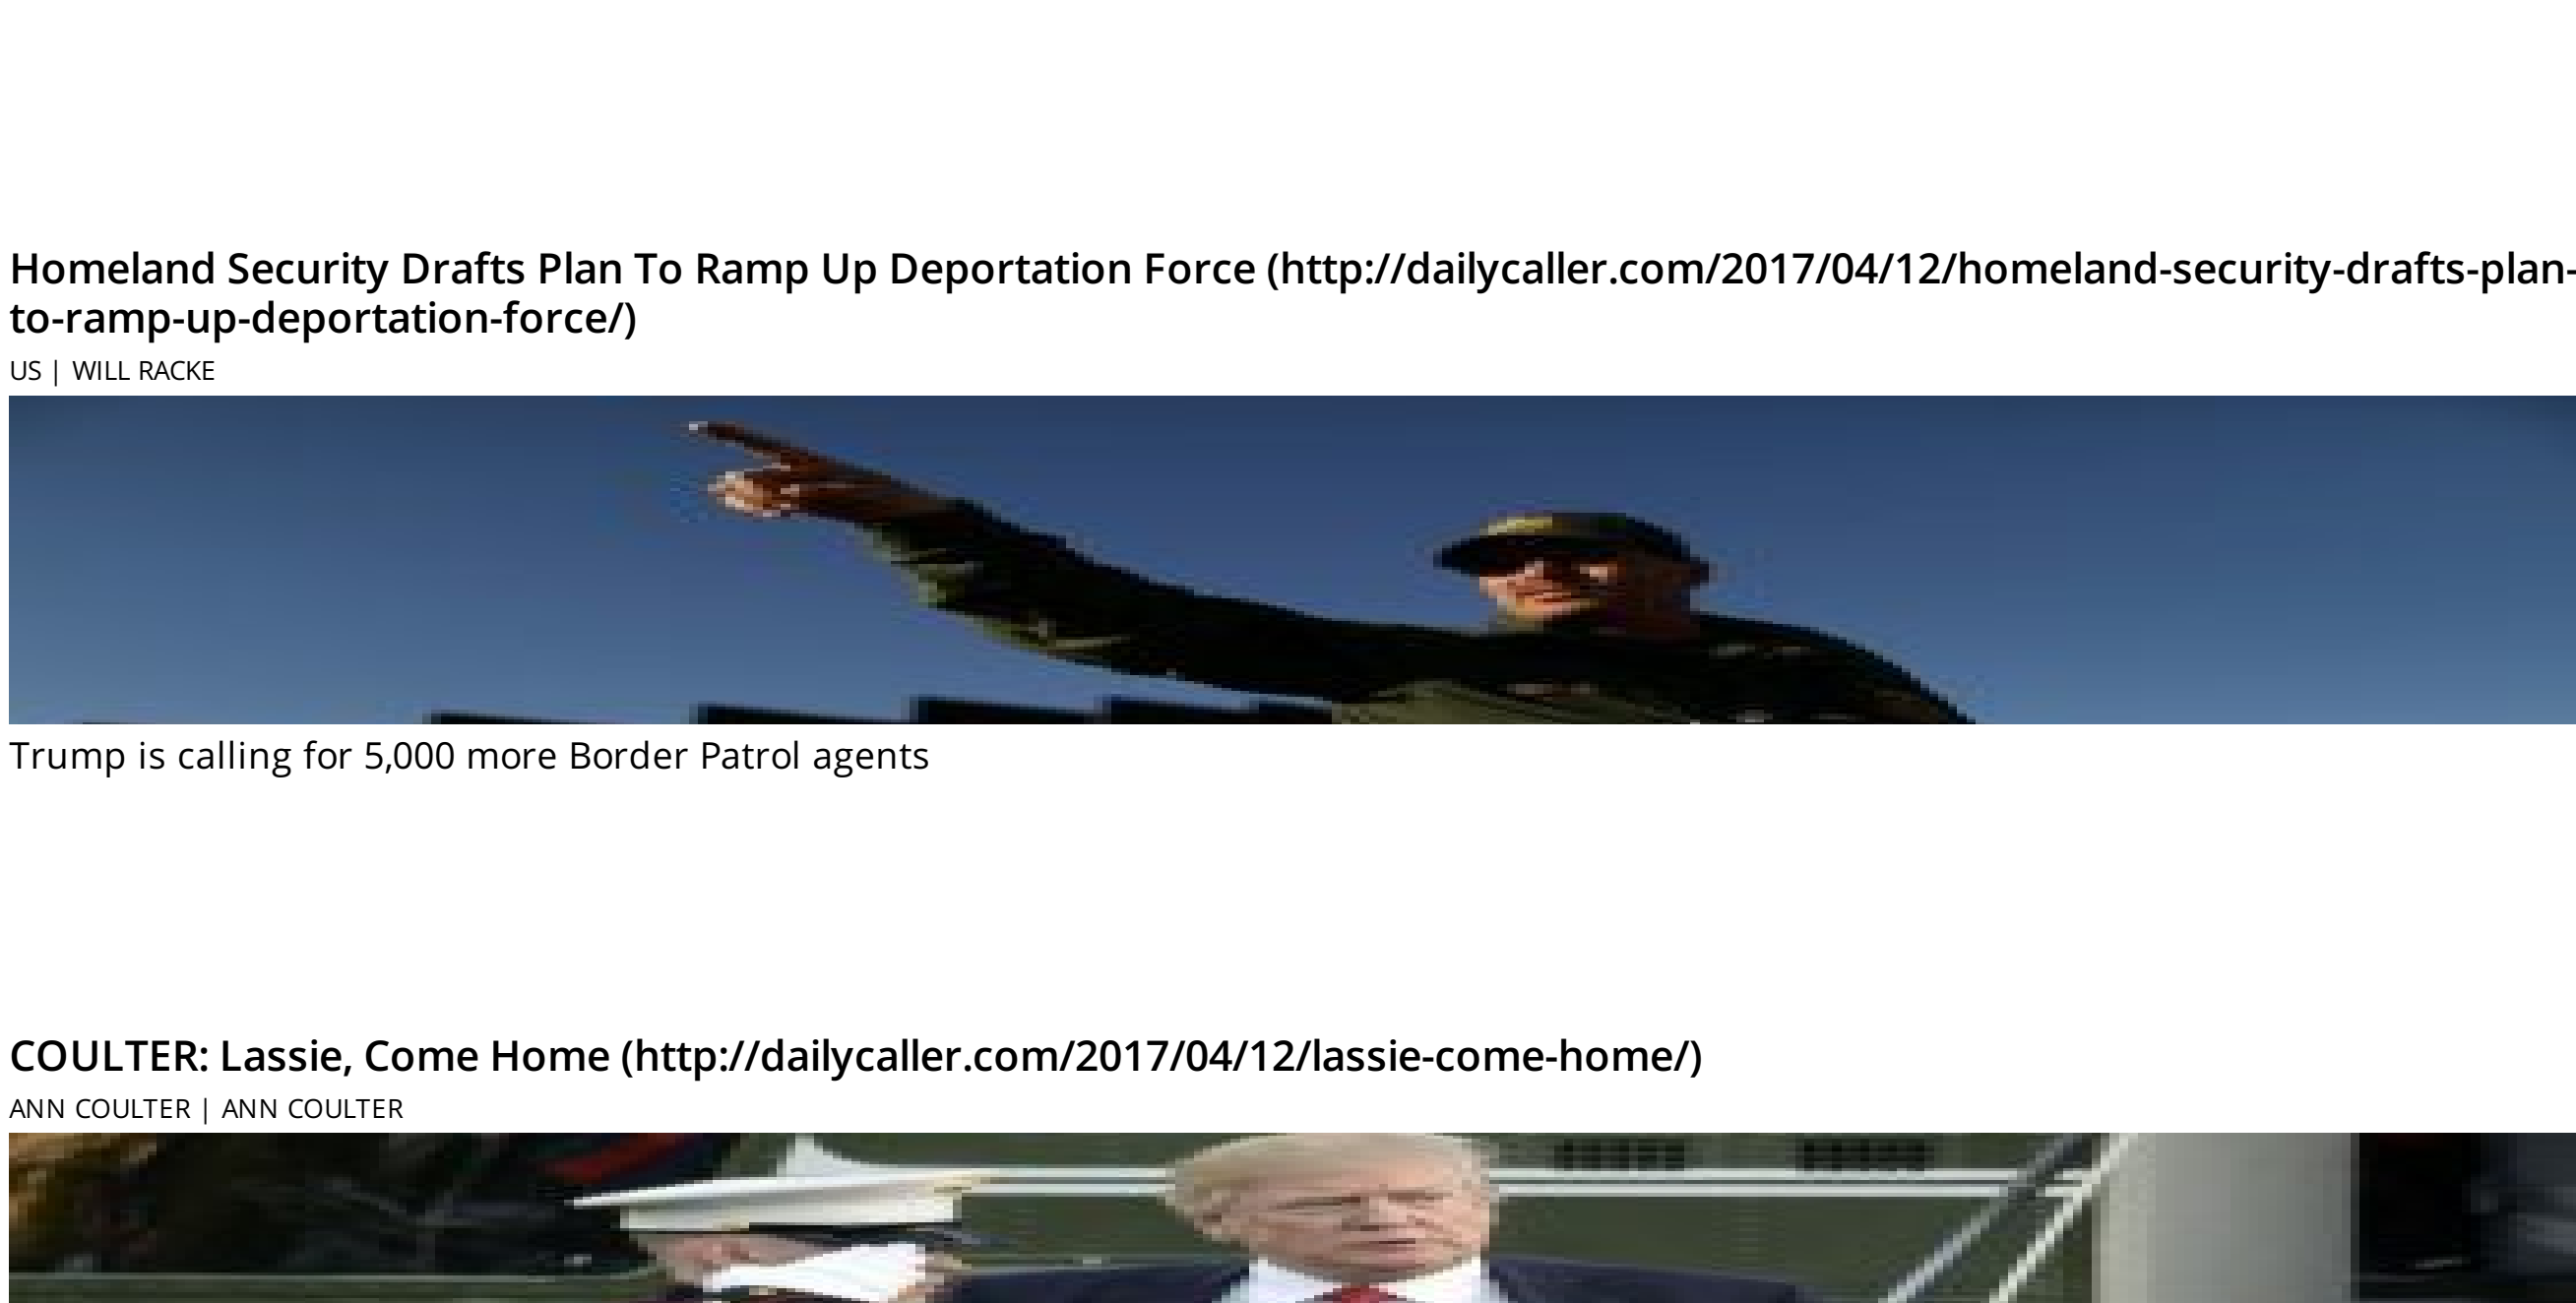 Homeland Security Drafts Plan To Ramp Up Deportation Force (http://dailycaller.com/2017/04/12/homeland-security-drafts-plan-
to-ramp-up-deportation-force/)
US | WILL RACKE
Trump is calling for 5,000 more Border Patrol agents
COULTER: Lassie, Come Home (http://dailycaller.com/2017/04/12/lassie-come-home/)
ANN COULTER | ANN COULTER